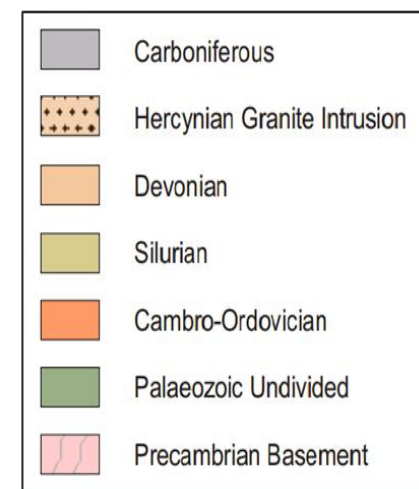 Carboniferous
Hercynian Granite Intrusion
Devonian
Silurian
Cambro-Ordovician
Palaeozoic Undivided
Precambrian Basement